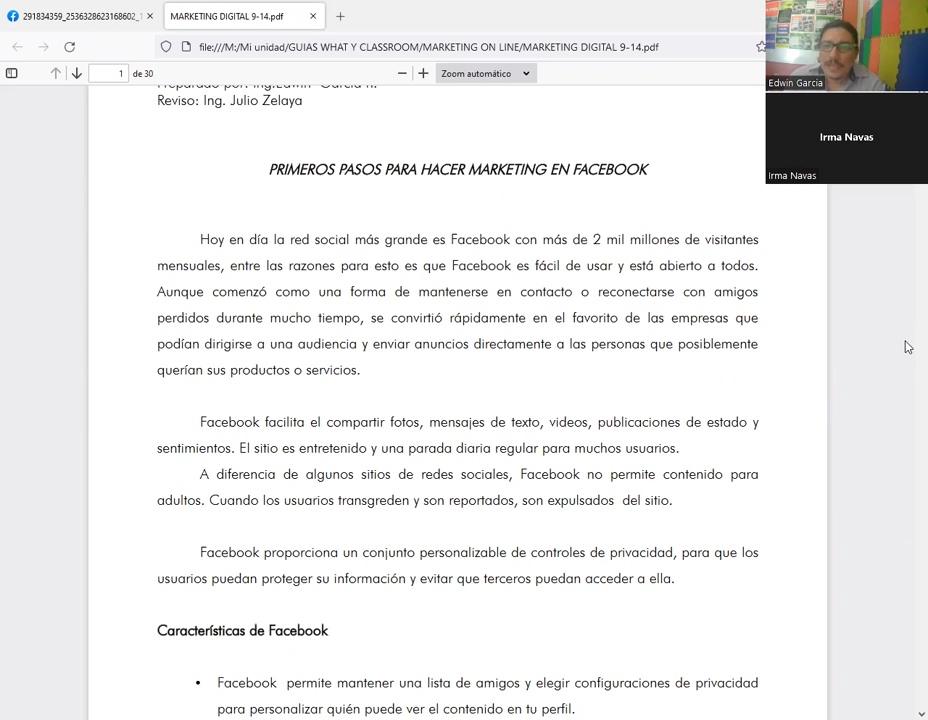 291834359_2536328623168602_1
MARKETING DIGITAL 9-14.pdf
file:///M:/Mi unidad/GUIAS WHAT Y CLASSROOM/MARKETING ON LINE/MARKETING DIGITAL 9-14.pdf
1 de 30
Zoom automático
Edwin Garcia
Irma Navas
Irma Navas
Preparado por: Ing.Edwin Garcia H.
Reviso: Ing. Julio Zelaya
PRIMEROS PASOS PARA HACER MARKETING EN FACEBOOK
Hoy en día la red social más grande es Facebook con más de 2 mil millones de visitantes
mensuales, entre las razones para esto es que Facebook es fácil de usar y está abierto a todos.
Aunque comenzó como una forma de mantenerse en contacto o reconectarse con amigos
perdidos durante mucho tiempo, se convirtió rápidamente en el favorito de las empresas que
podían dirigirse a una audiencia y enviar anuncios directamente a las personas que posiblemente
querían sus productos o servicios.
Facebook facilita el compartir fotos, mensajes de texto, videos, publicaciones de estado y
sentimientos. El sitio es entretenido y una parada diaria regular para muchos usuarios.
A diferencia de algunos sitios de redes sociales, Facebook no permite contenido para
adultos. Cuando los usuarios transgreden y son reportados, son expulsados del sitio.
Facebook proporciona un conjunto personalizable de controles de privacidad, para que los
usuarios puedan proteger su información y evitar que terceros puedan acceder a ella.
Características de Facebook
• Facebook permite mantener una lista de amigos y elegir configuraciones de privacidad
para personalizar quién puede ver el contenido en tu perfil.